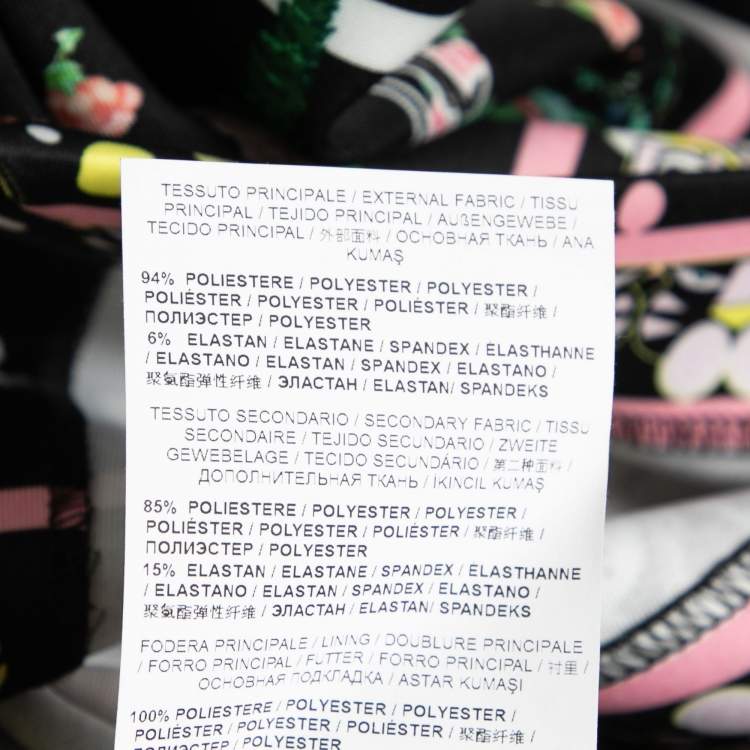 TESSUTO PRINCIPALE / EXTERNAL FABRIC / TISSU
PRINCIPAL / TEJIDO PRINCIPAL / AUßENGEWEBE /
TECIDO PRINCIPAL / 外部面料 / ОСНОВНАЯ ТКАНЬ / ANA
KUMAŞ
94% POLIESTERE / POLYESTER / POLYESTER /
POLIÉSTER / POLYESTER / POLIÉSTER / 聚酯纤维 /
ПОЛИЭСТЕР / POLYESTER
6% ELASTAN / ELASTANE / SPANDEX / ÉLASTHANNE
/ ELASTANO / ELASTAN / SPANDEX / ELASTANO /
聚氨酯弹性纤维 / ЭЛАСТАН / ELASTAN/ SPANDEKS
TESSUTO SECONDARIO / SECONDARY FABRIC / TISSU
SECONDAIRE / TEJIDO SECUNDARIO / ZWEITE
GEWEBELAGE / TECIDO SECUNDÁRIO / 第二种面料 /
ДОПОЛНИТЕЛЬНАЯ ТКАНЬ / IKINCIL KUMAŞ
85% POLIESTERE / POLYESTER / POLYESTER /
POLIÉSTER / POLYESTER / POLIÉSTER / 聚酯纤维 /
ПОЛИЭСТЕР / POLYESTER
15% ELASTAN / ELASTANE / SPANDEX / ÉLASTHANNE
/ ELASTANO / ELASTAN / SPANDEX / ELASTANO /
聚氨酯弹性纤维 / ЭЛАСТАН / ELASTAN/ SPANDEKS
FODERA PRINCIPALE / LINING / DOUBLURE PRINCIPALE
/ FORRO PRINCIPAL / FUTTER / FORRO PRINCIPAL / 衬里 /
ОСНОВНАЯ ПОДКЛАДКА / ASTAR KUMAŞI
100% POLIESTERE / POLYESTER / POLYESTER /
POLIÉSTER / POLYESTER / POLIÉSTER / 聚酯纤维 /
ПОЛИЭСТЕР / POLYESTER